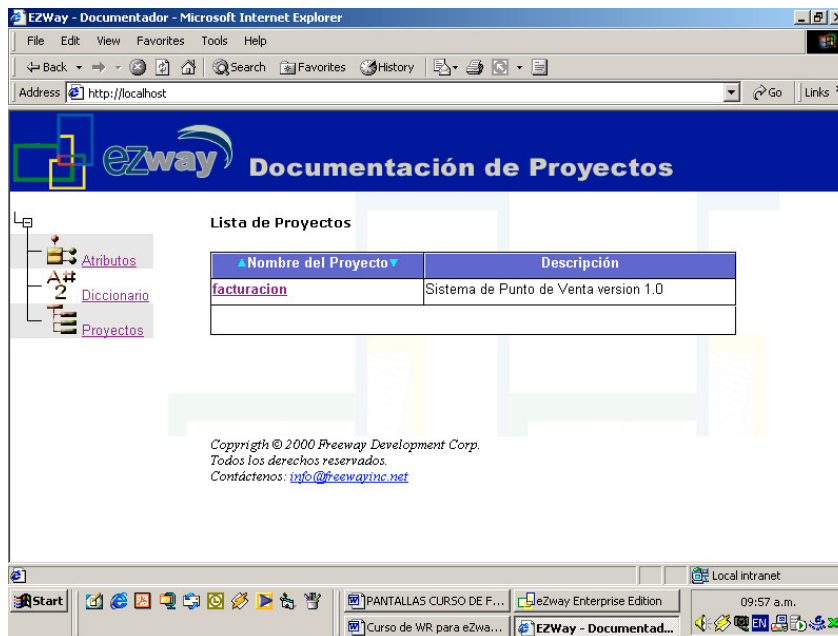 EZWay - Documentador - Microsoft Internet Explorer
File Edit View Favorites Tools Help
Back Search Favorites History
Address http://localhost Go Links
ezway Documentación de Proyectos
Lista de Proyectos
Atributos
A#
2 Diccionario
Proyectos
Nombre del Proyecto Descripción
facturacion Sistema de Punto de Venta version 1.0
Copyrigth © 2000 Freeway Development Corp.
Todos los derechos reservados.
Contáctenos: info@freewayinc.net
Local intranet
Start PANTALLAS CURSO DE F... eZway Enterprise Edition 09:57 a.m.
Curso de WR para eZwa... EZWay - Documentad... EN